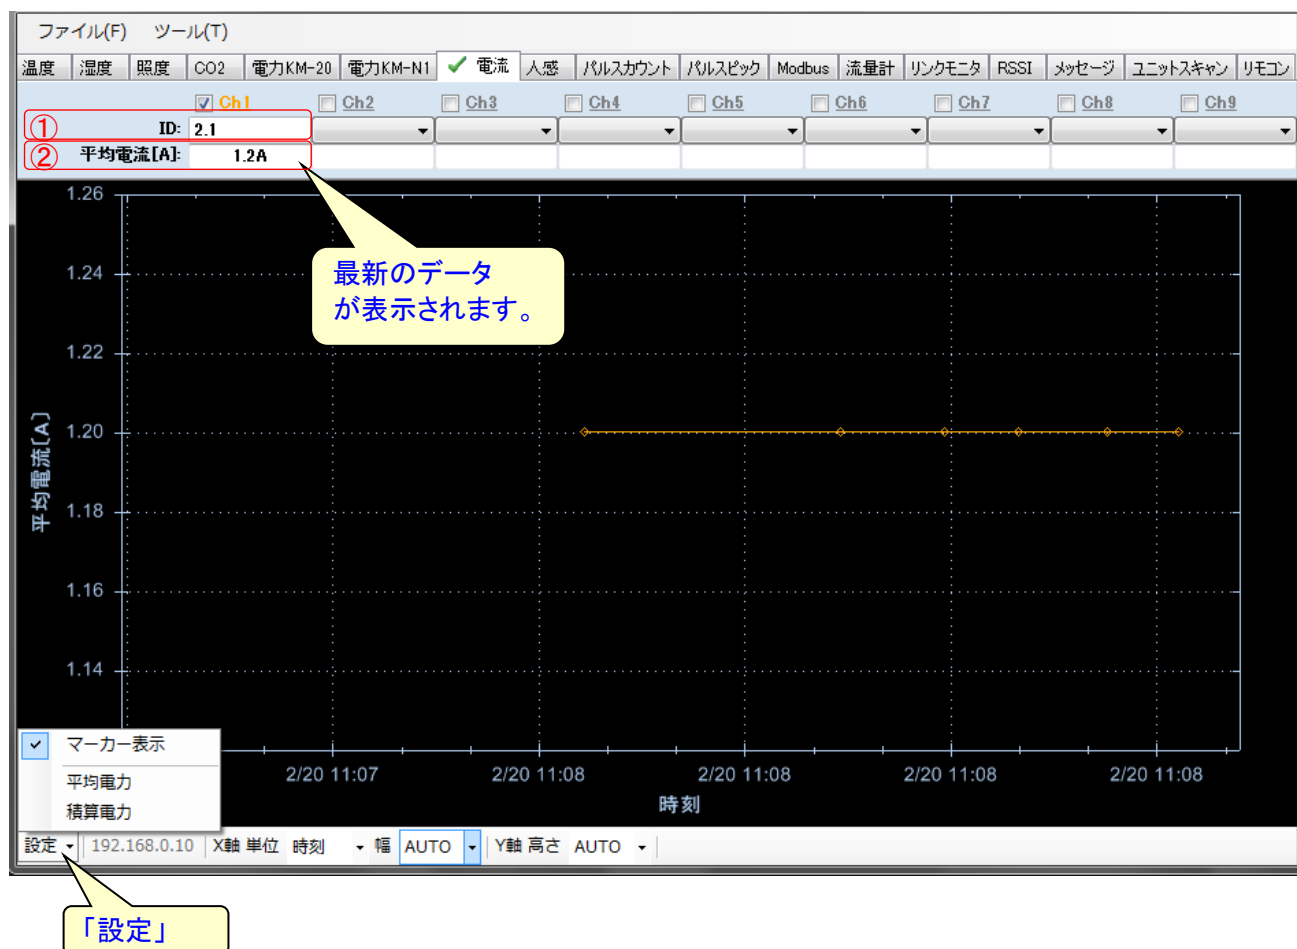 ファイル(F) ツール(T)
温度 湿度 照度 CO2 電力KM-20 電力KM-N1 電流 人感 パルスカウント パルスピック Modbus 流量計 リンクモニタ RSSI メッセージ ユニットスキャン リモコン
Ch1 Ch2 Ch3 Ch4 Ch5 Ch6 Ch7 Ch8 Ch9
① ID: 2.1
② 平均電流[A]: 1.2A
最新のデータ
が表示されます。
1.26
1.24
1.22
1.20
1.18
1.16
1.14
平均電流[A]
マーカー表示
平均電力
積算電力
2/20 11:07 2/20 11:08 2/20 11:08 2/20 11:08 2/20 11:08
時刻
設定 192.168.0.10 X軸 単位 時刻 幅 AUTO Y軸 高さ AUTO
「設定」